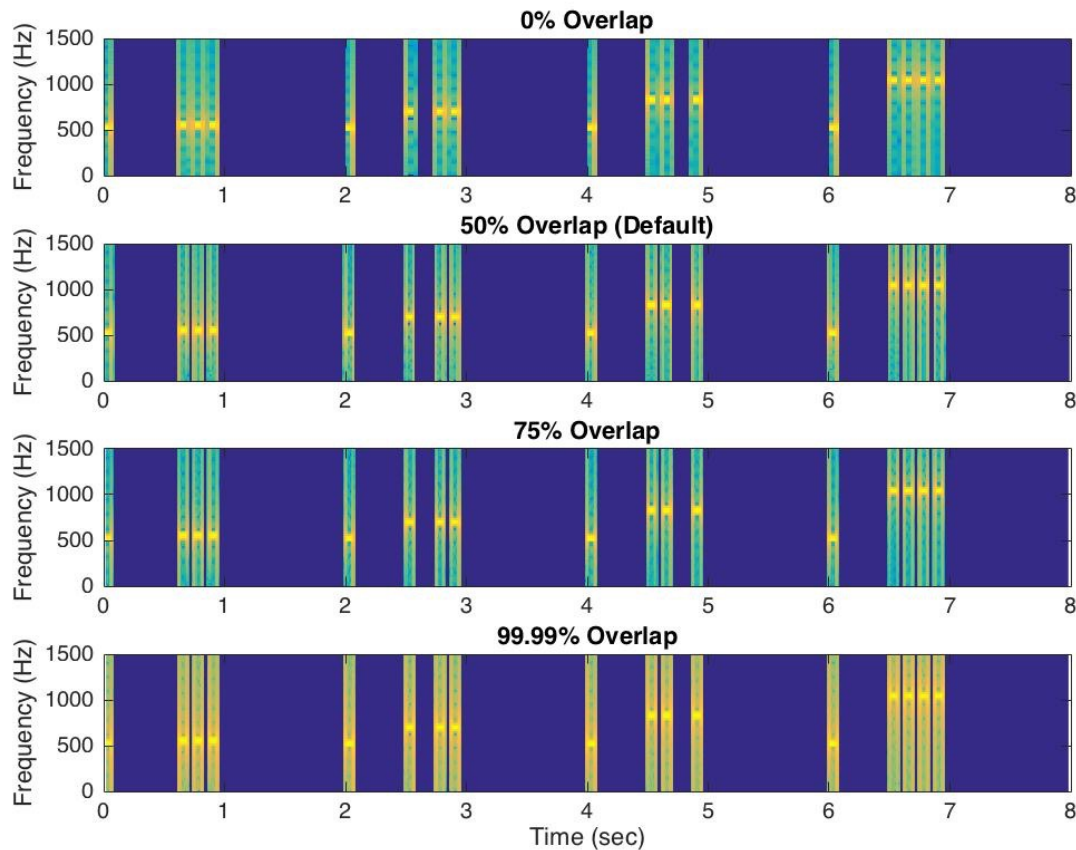 0% Overlap
1500
1000
500
0
Frequency (Hz)
0 1 2 3 4 5 6 7 8
50% Overlap (Default)
1500
1000
500
0
Frequency (Hz)
0 1 2 3 4 5 6 7 8
75% Overlap
1500
1000
500
0
Frequency (Hz)
0 1 2 3 4 5 6 7 8
99.99% Overlap
1500
1000
500
0
Frequency (Hz)
0 1 2 3 4 5 6 7 8
Time (sec)